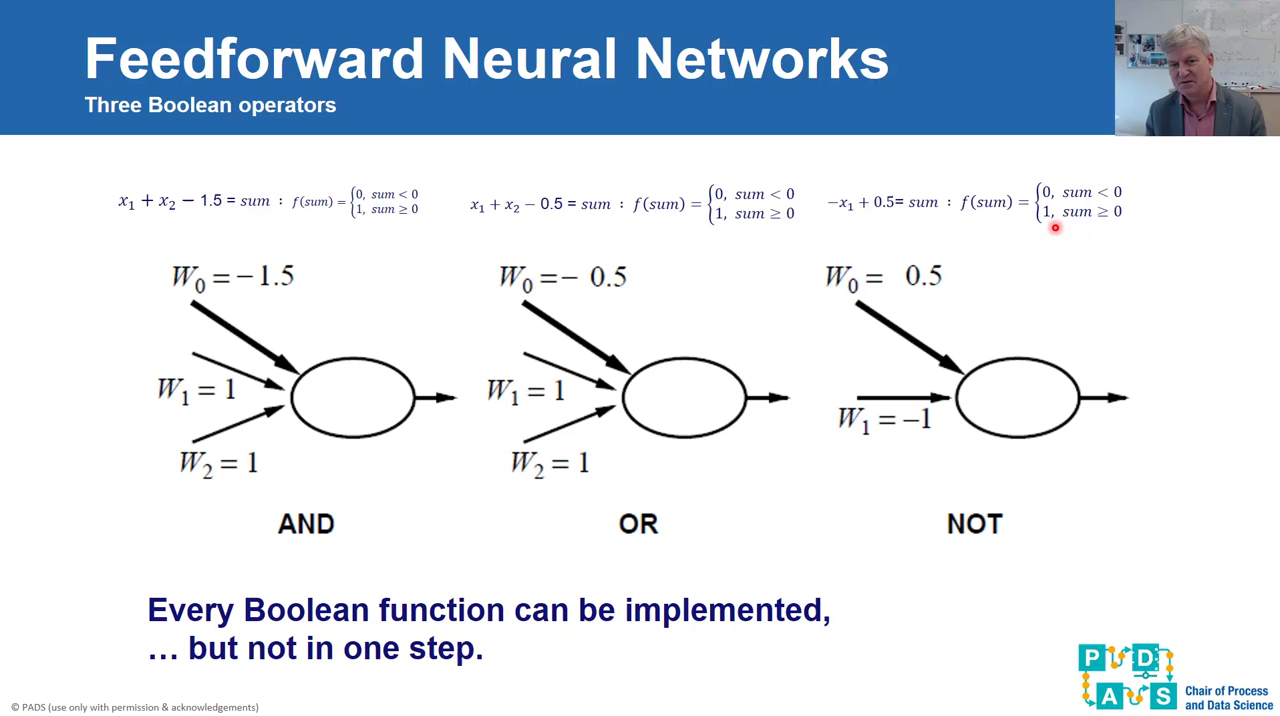 Feedforward Neural Networks
Three Boolean operators
x₁ + x₂ − 1.5 = sum : f(sum) = {0, sum < 0
1, sum ≥ 0
x₁ + x₂ − 0.5 = sum : f(sum) = {0, sum < 0
1, sum ≥ 0
−x₁ + 0.5= sum : f(sum) = {0, sum < 0
1, sum ≥ 0
W₀ = − 1.5
W₁ = 1
W₂ = 1
AND
W₀ = − 0.5
W₁ = 1
W₂ = 1
OR
W₀ = 0.5
W₁ = −1
NOT
Every Boolean function can be implemented,
… but not in one step.
© PADS (use only with permission & acknowledgements)
P D
A S
Chair of Process
and Data Science